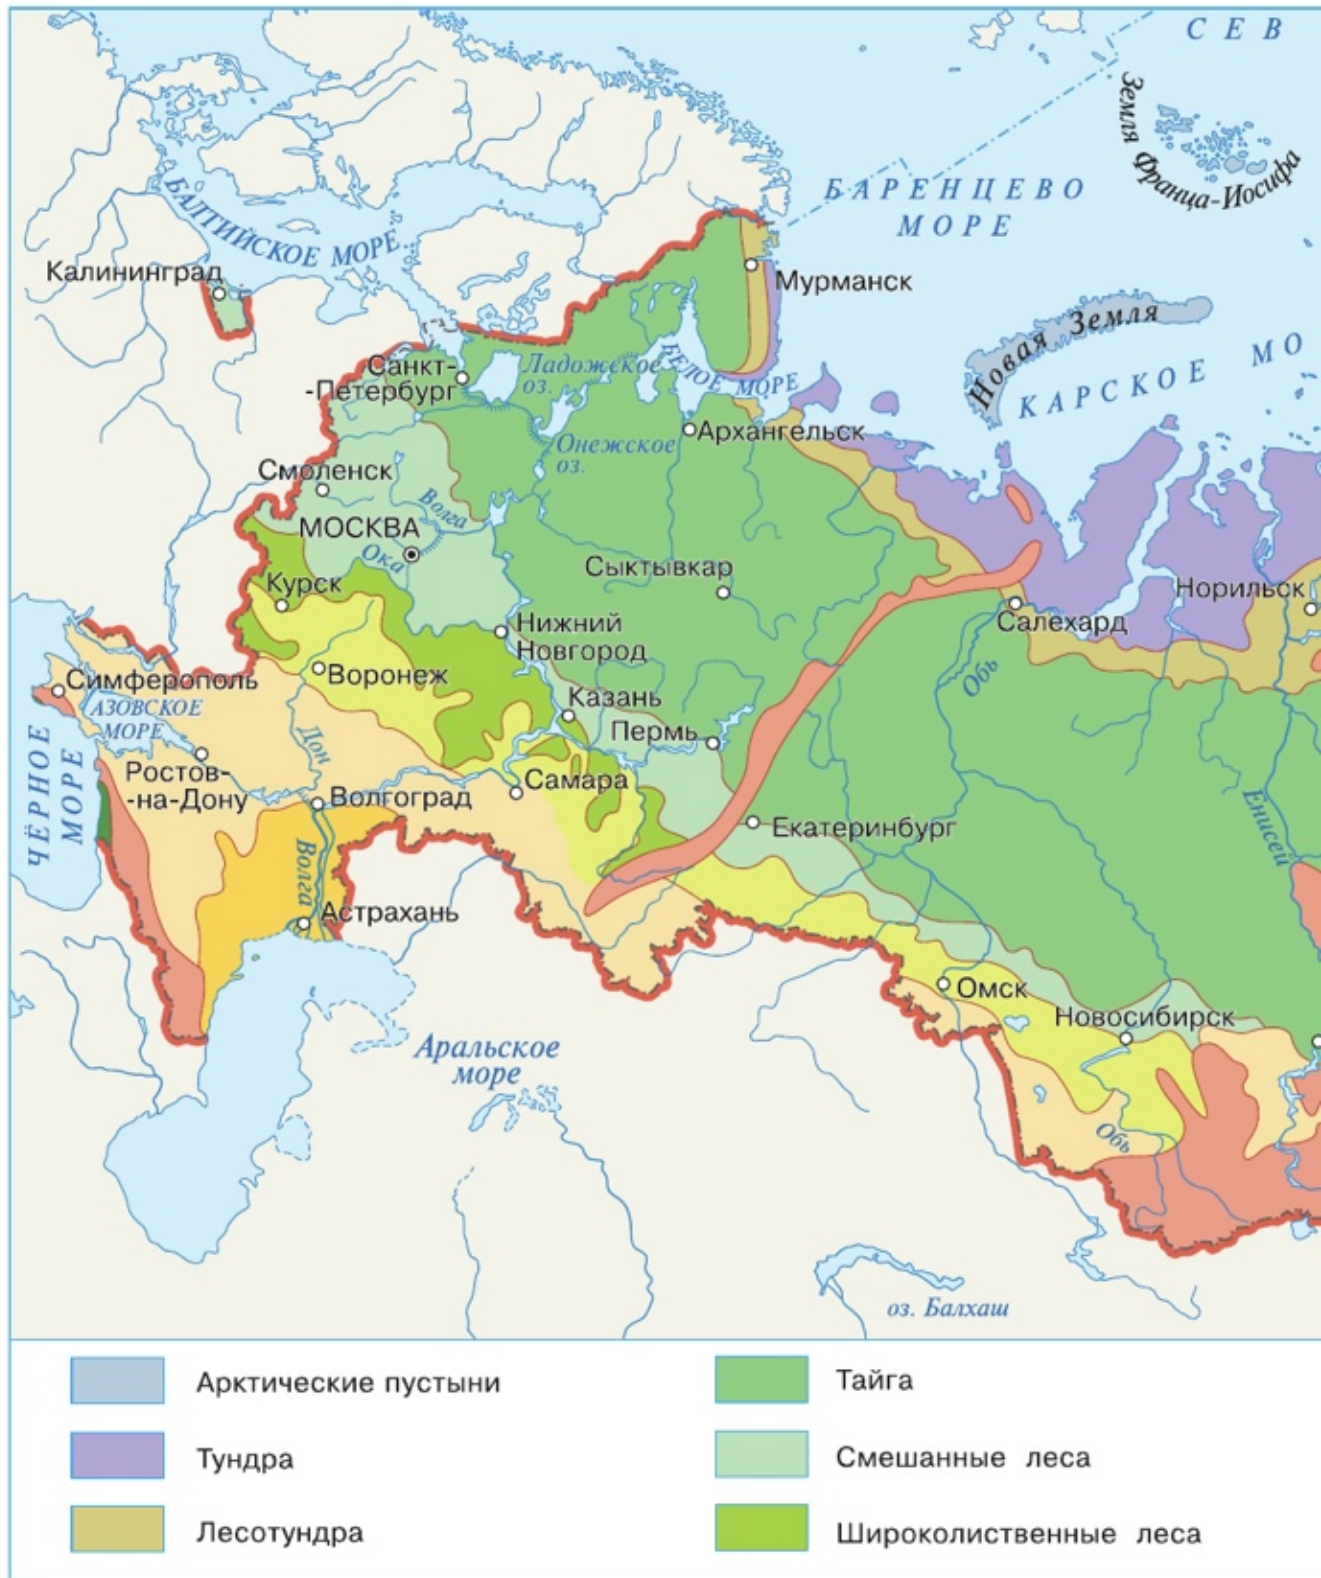 СЕВ
Земля Франца-Иосифа
БАРЕНЦЕВО
МОРЕ
БАЛТИЙСКОЕ МОРЕ
Калининград
Мурманск
Новая Земля
КАРСКОЕ МО
Санкт-
-Петербург
Ладожское
оз.
БЕЛОЕ МОРЕ
Онежское
оз.
Архангельск
Смоленск
Волга
МОСКВА
Ока
Сыктывкар
Норильск
Курск
Салехард
Нижний
Новгород
Обь
Воронеж
Симферополь
АЗОВСКОЕ
МОРЕ
Казань
Пермь
ЧЁРНОЕ
МОРЕ
Дон
Ростов-
-на-Дону
Волгоград
Самара
Екатеринбург
Енисей
Волга
Астрахань
Омск
Новосибирск
Аральское
море
Обь
оз. Балхаш
Арктические пустыни
Тайга
Тундра
Смешанные леса
Лесотундра
Широколиственные леса